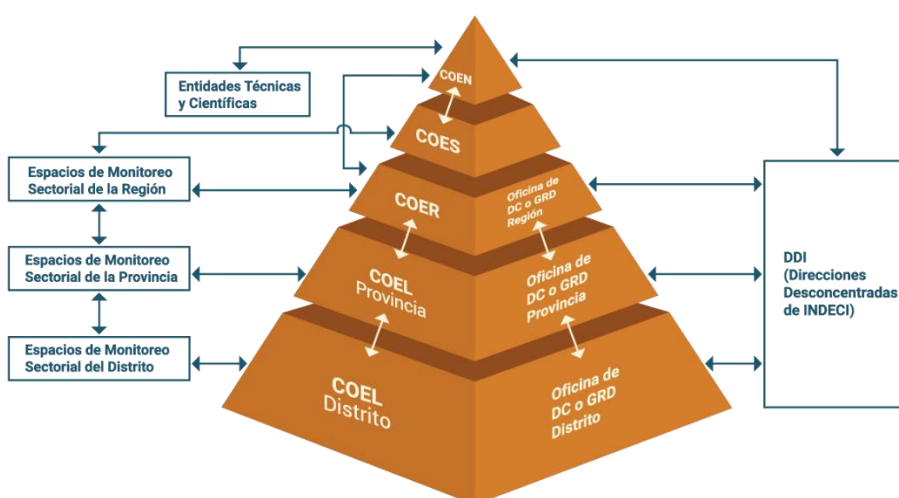 COEN
Entidades Técnicas
y Científicas
COES
Espacios de Monitoreo
Sectorial de la Región
COER
Oficina de
DC o GRD
Región
Espacios de Monitoreo
Sectorial de la Provincia
COEL
Provincia
Oficina de
DC o GRD
Provincia
DDI
(Direcciones
Desconcentradas
de INDECI)
Espacios de Monitoreo
Sectorial del Distrito
COEL
Distrito
Oficina de
DC o GRD
Distrito